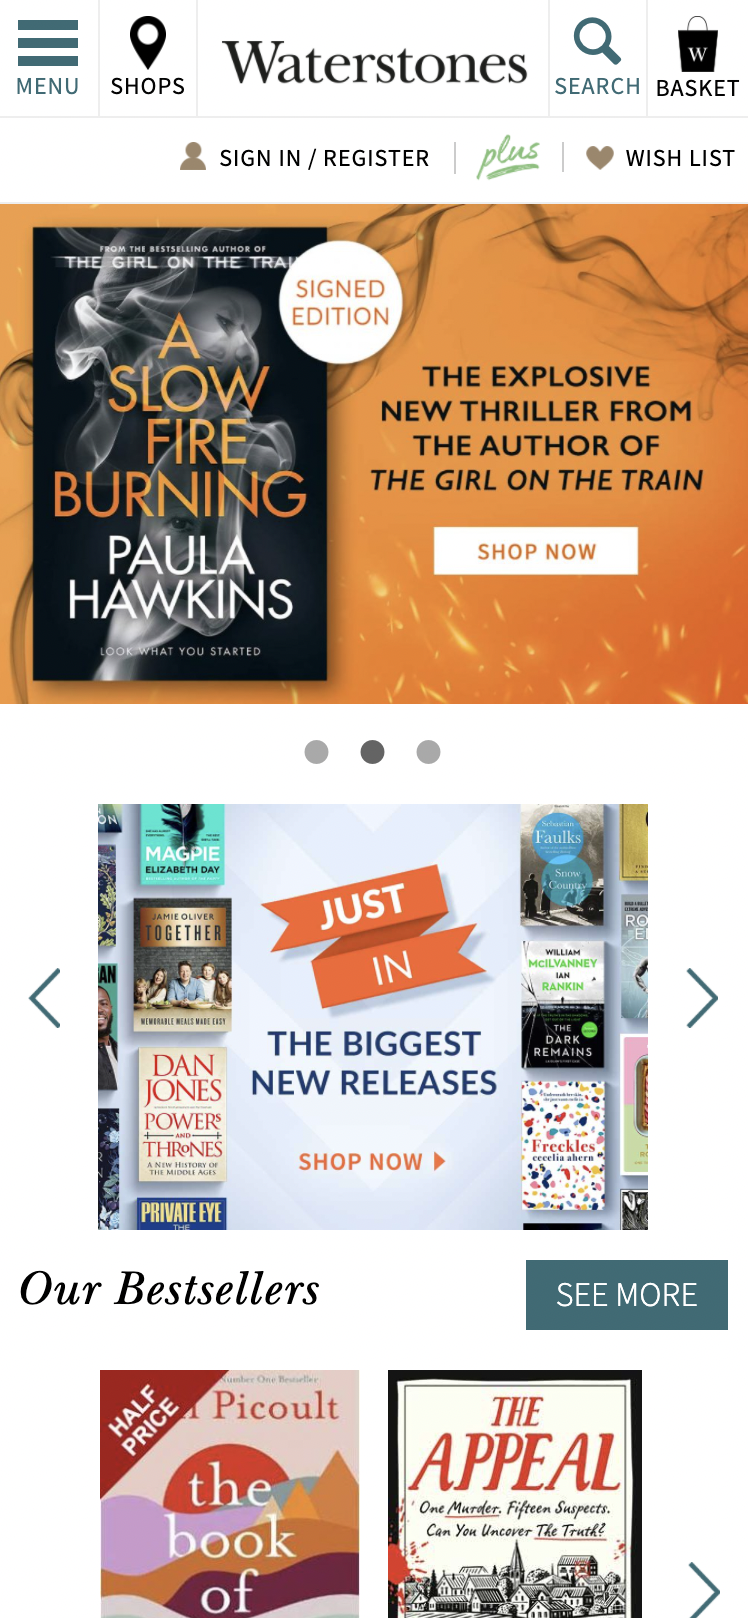 MENU
SHOPS
Waterstones
SEARCH
W
BASKET
SIGN IN / REGISTER
plus
WISH LIST
FROM THE BESTSELLING AUTHOR OF
THE GIRL ON THE TRAI
SIGNED
EDITION
A
SLOW
FIRE
BURNING
PAULA
HAWKINS
LOOK WHAT YOU STARTED
THE EXPLOSIVE
NEW THRILLER FROM
THE AUTHOR OF
THE GIRL ON THE TRAIN
SHOP NOW
MAGPIE
ELIZABETH DAY
JAMIE OLIVER
TOGETHER
MEMORABLE MEALS MADE EASY
DAN
JONES
POWERS
AND
THRONES
A NEW HISTORY OF
THE MIDDLE AGES
PRIVATE EYE
THE
JUST
IN
THE BIGGEST
NEW RELEASES
SHOP NOW
Sebastian
Faulks
Snow
Country
WILLIAM
McILVANNEY
IAN
RANKIN
THE
DARK
REMAINS
Freckles
cecelia ahern
Our Bestsellers
SEE MORE
HALF
PRICE
Number One Bestseller
i Picoult
the
book
of
THE
APPEAL
One Murder. Fifteen Suspects.
Can You Uncover The Truth?